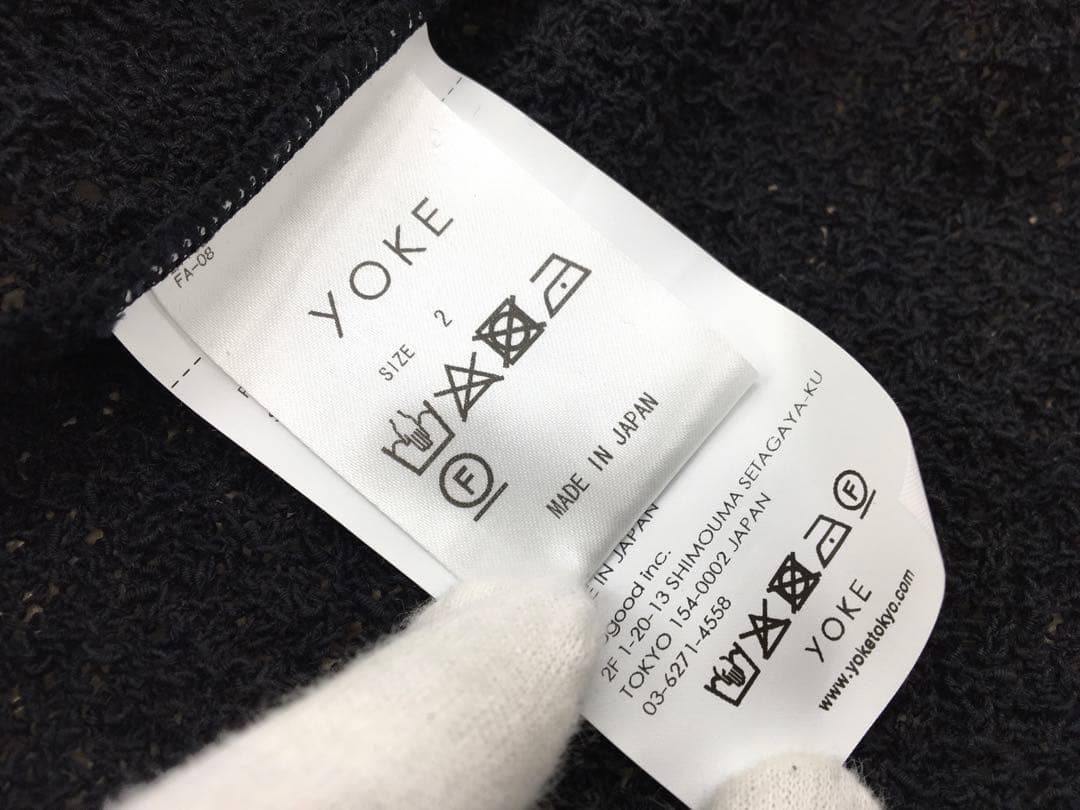 FA-08
YOKE
SIZE 2
F
MADE IN JAPAN
IN JAPAN
good inc.
2F 1-20-13 SHIMOUMA SETAGAYA-KU
TOKYO 154-0002 JAPAN
03-6271-4558
F
YOKE
www.yoketokyo.com